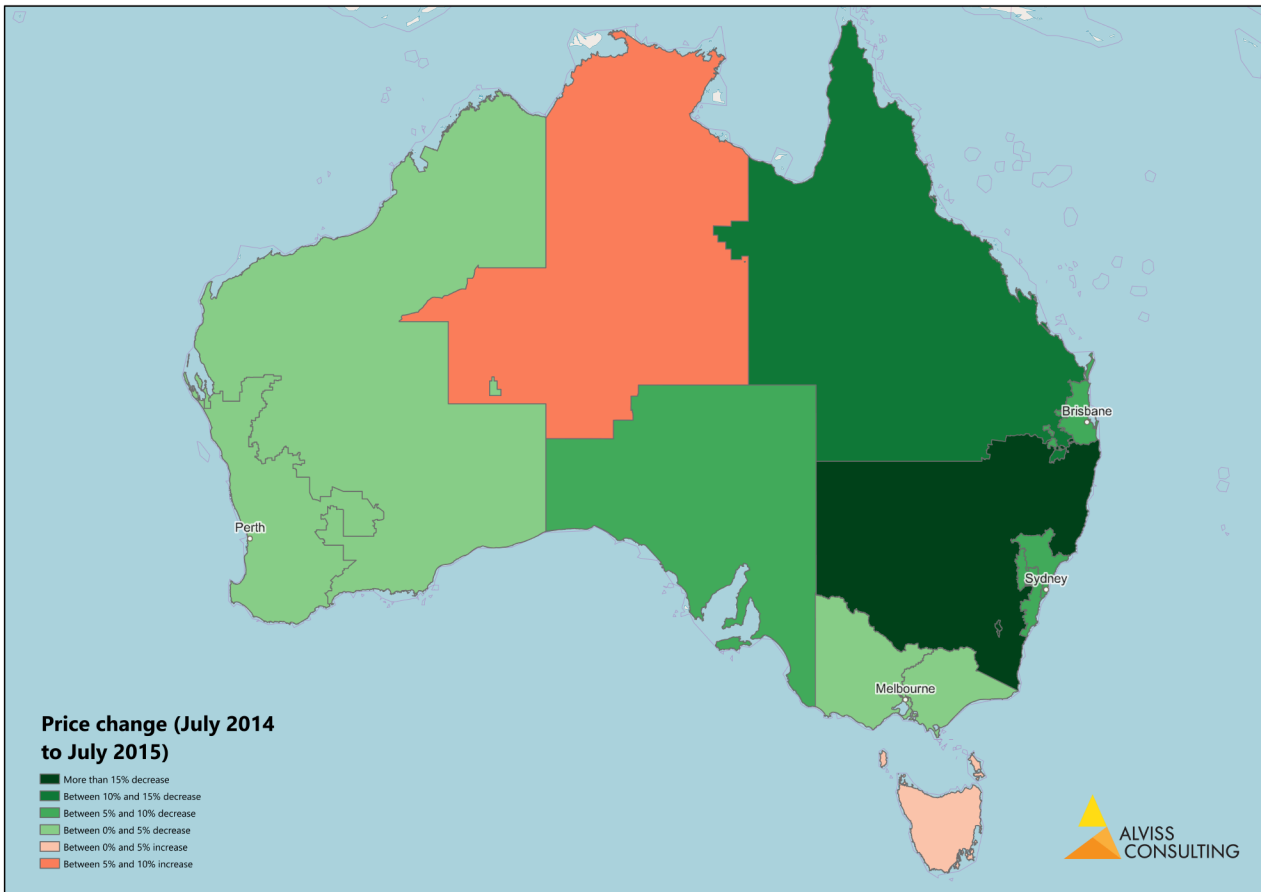 Brisbane
Perth
Sydney
Melbourne
Price change (July 2014
to July 2015)
More than 15% decrease
Between 10% and 15% decrease
Between 5% and 10% decrease
Between 0% and 5% decrease
Between 0% and 5% increase
Between 5% and 10% increase
ALVISS
CONSULTING